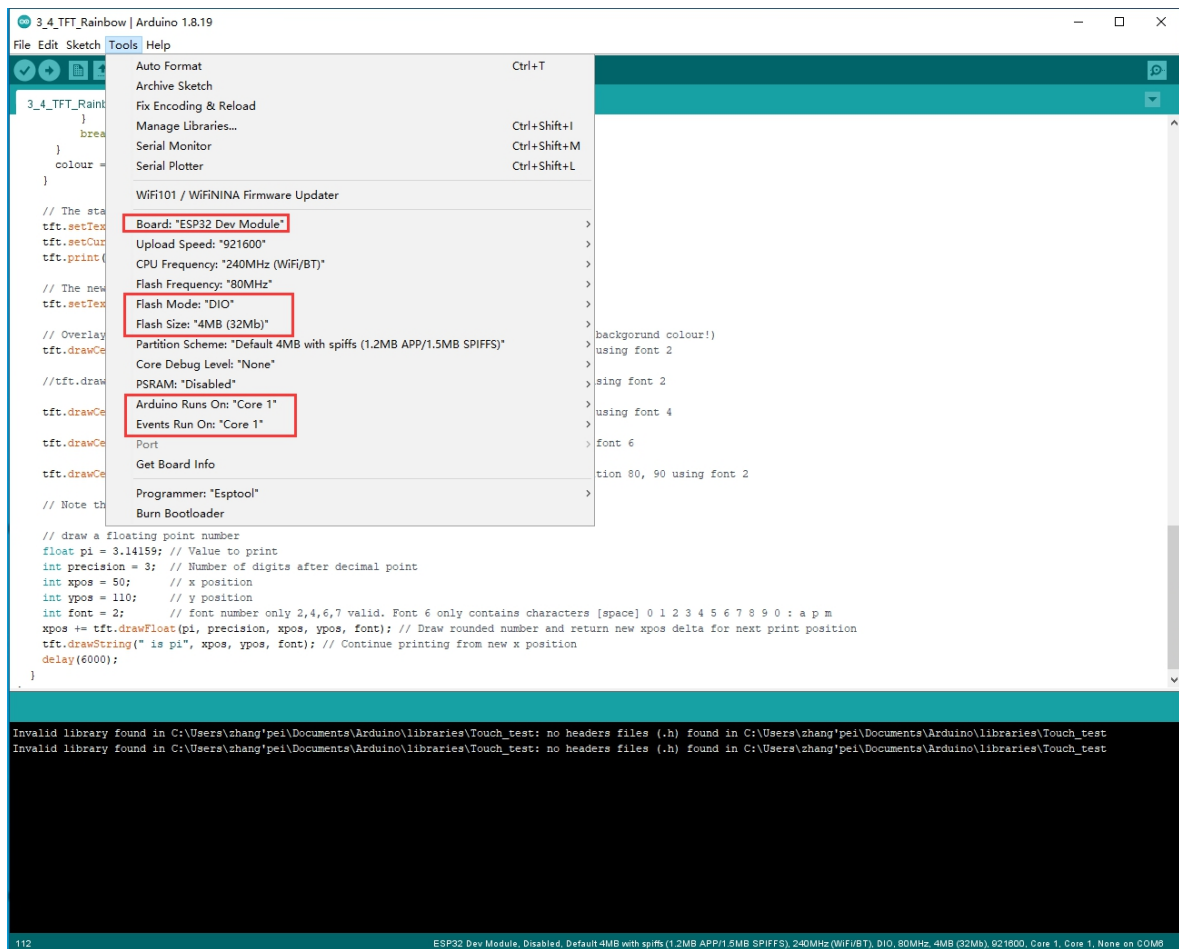 3_4_TFT_Rainbow | Arduino 1.8.19
File Edit Sketch Tools Help
3_4_TFT_Rainb
Auto Format Ctrl+T
Archive Sketch
Fix Encoding & Reload
Manage Libraries... Ctrl+Shift+I
Serial Monitor Ctrl+Shift+M
Serial Plotter Ctrl+Shift+L
WiFi101 / WiFiNINA Firmware Updater
Board: "ESP32 Dev Module"
Upload Speed: "921600"
CPU Frequency: "240MHz (WiFi/BT)"
Flash Frequency: "80MHz"
Flash Mode: "DIO"
Flash Size: "4MB (32Mb)"
Partition Scheme: "Default 4MB with spiffs (1.2MB APP/1.5MB SPIFFS)"
Core Debug Level: "None"
PSRAM: "Disabled"
Arduino Runs On: "Core 1"
Events Run On: "Core 1"
Port
Get Board Info
Programmer: "Esptool"
Burn Bootloader
}
brea
}
colour =
}
// The sta
tft.setTex
tft.setCur
tft.print(
// The new
tft.setTex
// Overlay backgorund colour!)
tft.drawCe using font 2
//tft.draw sing font 2
tft.drawCe using font 4
tft.drawCe font 6
tft.drawCe tion 80, 90 using font 2
// Note th
// draw a floating point number
float pi = 3.14159; // Value to print
int precision = 3; // Number of digits after decimal point
int xpos = 50; // x position
int ypos = 110; // y position
int font = 2; // font number only 2,4,6,7 valid. Font 6 only contains characters [space] 0 1 2 3 4 5 6 7 8 9 0 : a p m
xpos += tft.drawFloat(pi, precision, xpos, ypos, font); // Draw rounded number and return new xpos delta for next print position
tft.drawString(" is pi", xpos, ypos, font); // Continue printing from new x position
delay(6000);
}
Invalid library found in C:\Users\zhang'pei\Documents\Arduino\libraries\Touch_test: no headers files (.h) found in C:\Users\zhang'pei\Documents\Arduino\libraries\Touch_test
Invalid library found in C:\Users\zhang'pei\Documents\Arduino\libraries\Touch_test: no headers files (.h) found in C:\Users\zhang'pei\Documents\Arduino\libraries\Touch_test
112 ESP32 Dev Module, Disabled, Default 4MB with spiffs (1.2MB APP/1.5MB SPIFFS), 240MHz (WiFi/BT), DIO, 80MHz, 4MB (32Mb), 921600, Core 1, Core 1, None on COM6